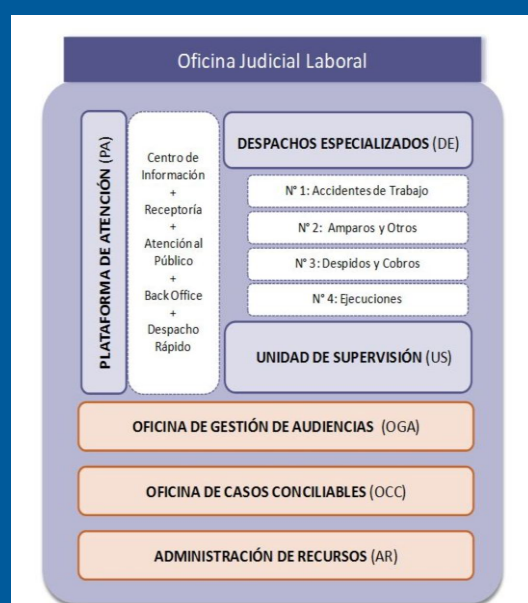 Oficina Judicial Laboral
PLATAFORMA DE ATENCIÓN (PA)
Centro de
Información
+
Receptoría
+
Atención al
Público
+
Back Office
+
Despacho
Rápido
DESPACHOS ESPECIALIZADOS (DE)
N° 1: Accidentes de Trabajo
N° 2: Amparos y Otros
N° 3: Despidos y Cobros
N° 4: Ejecuciones
UNIDAD DE SUPERVISIÓN (US)
OFICINA DE GESTIÓN DE AUDIENCIAS (OGA)
OFICINA DE CASOS CONCILIABLES (OCC)
ADMINISTRACIÓN DE RECURSOS (AR)